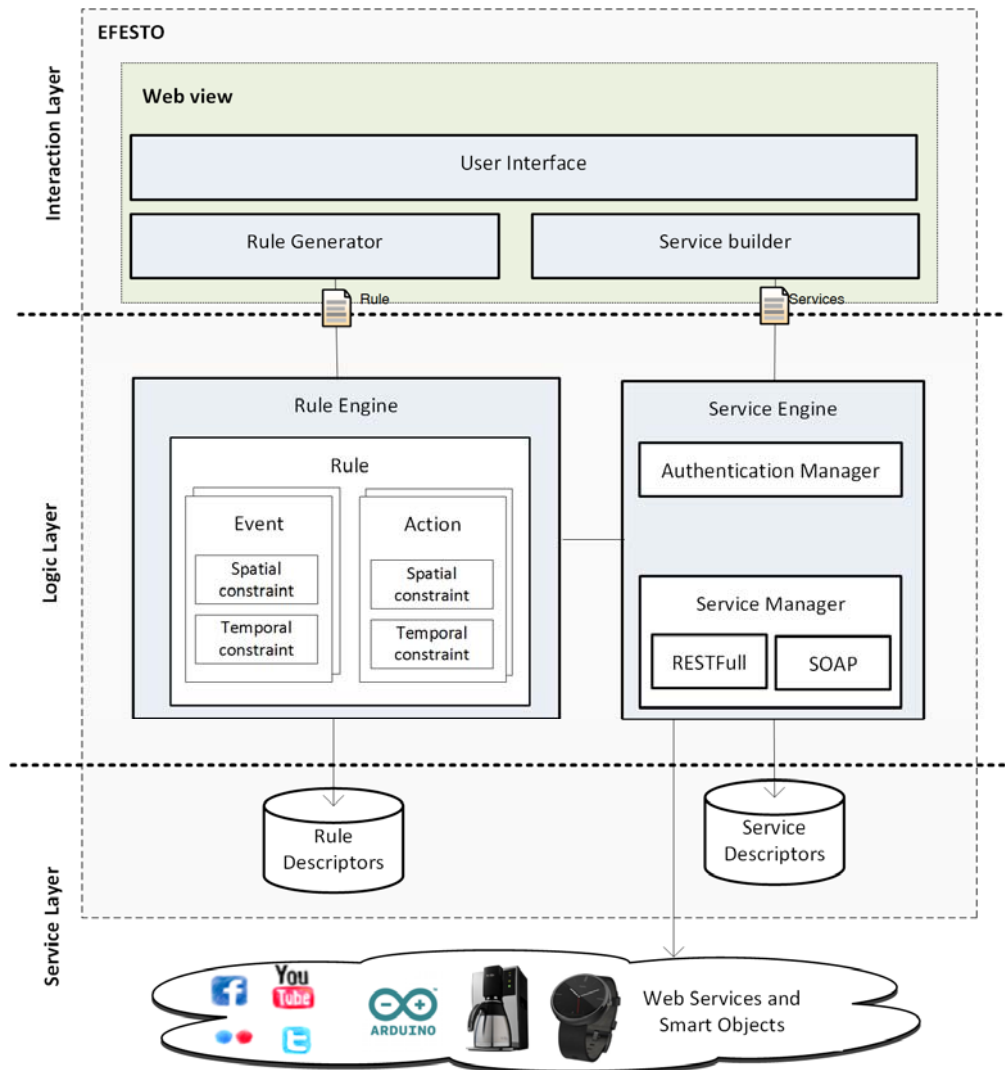 EFESTO
Interaction Layer
Web view
User Interface
Rule Generator
Service builder
Rule
Services
Logic Layer
Rule Engine
Rule
Event
Spatial
constraint
Temporal
constraint
Action
Spatial
constraint
Temporal
constraint
Service Engine
Authentication Manager
Service Manager
RESTFull
SOAP
Service Layer
Rule
Descriptors
Service
Descriptors
f
You
Tube
t
ARDUINO
TM
Web Services and
Smart Objects